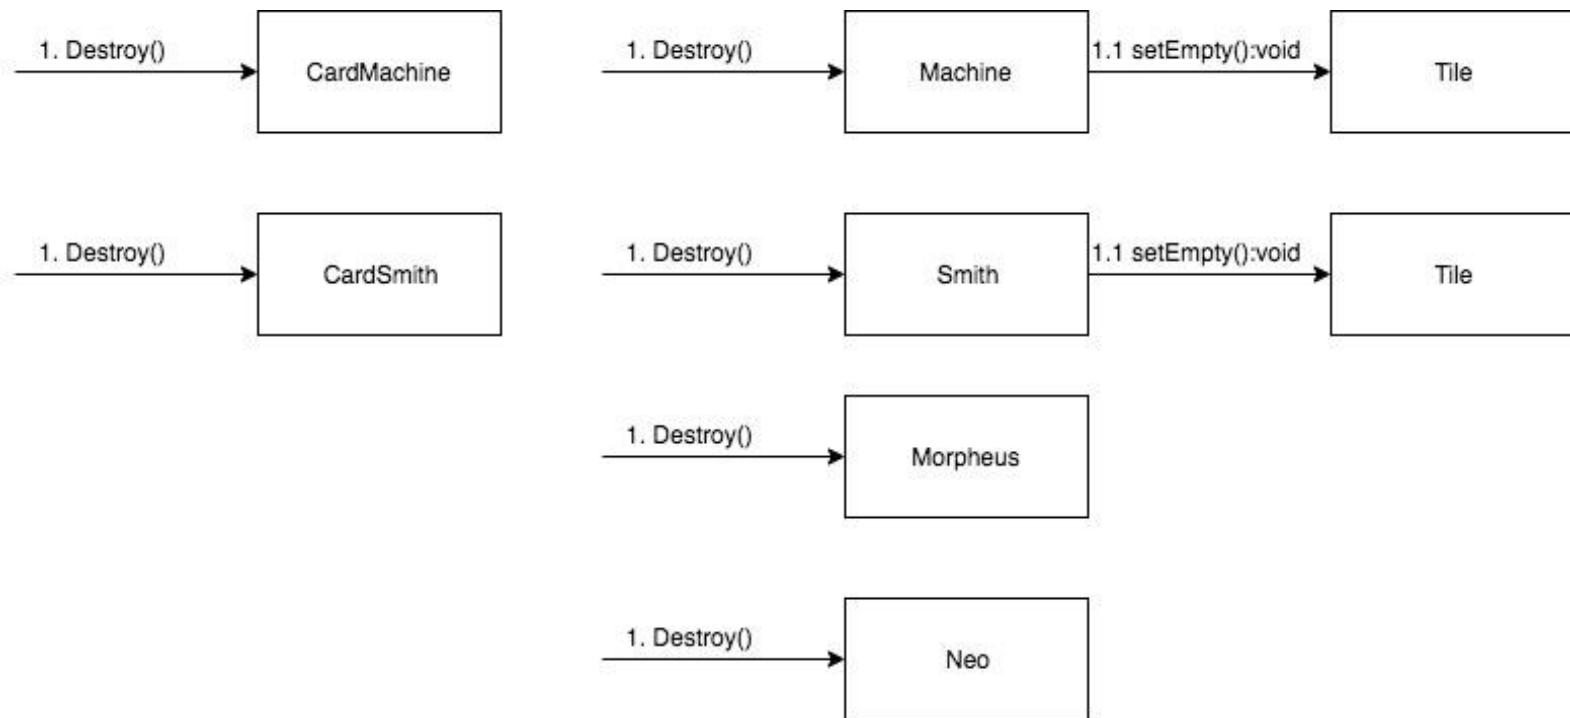 1. Destroy()
CardMachine
1. Destroy()
Machine
1.1 setEmpty():void
Tile
1. Destroy()
CardSmith
1. Destroy()
Smith
1.1 setEmpty():void
Tile
1. Destroy()
Morpheus
1. Destroy()
Neo